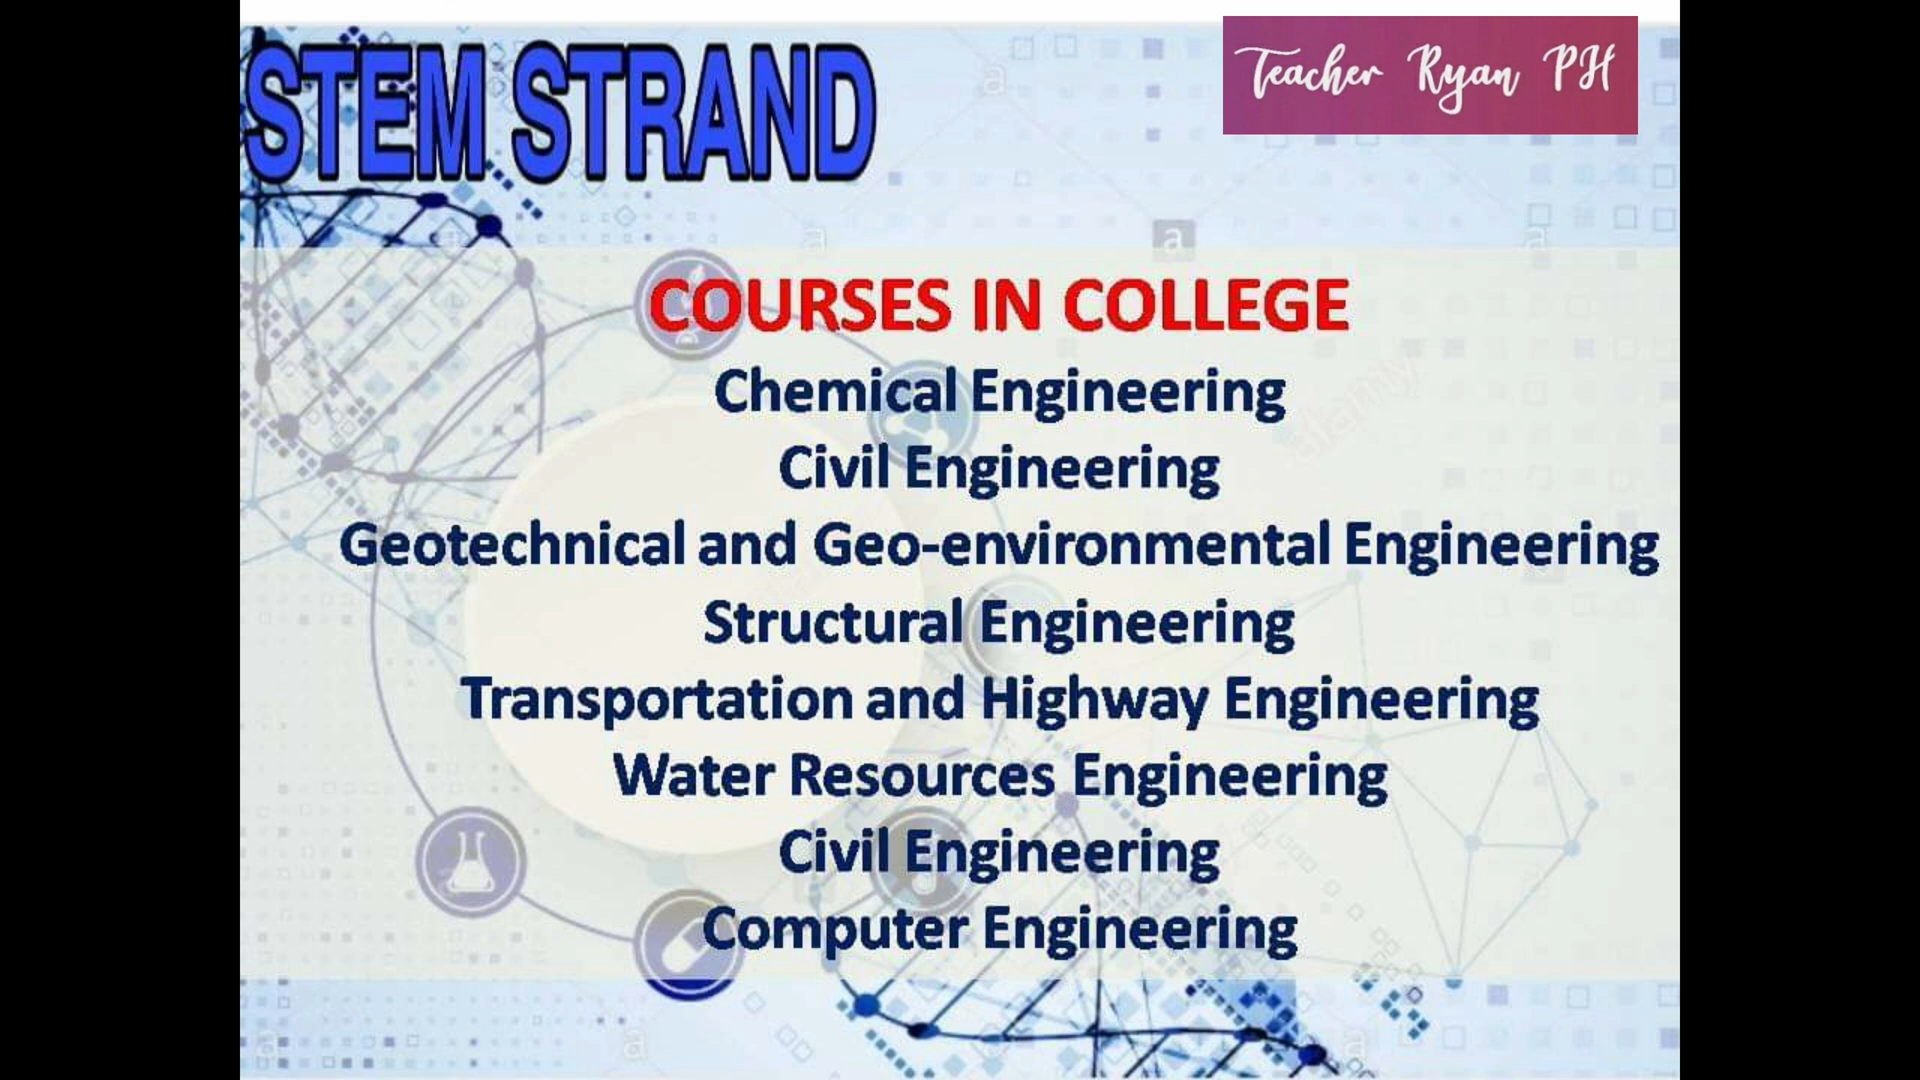 STEM STRAND
Teacher Ryan PH
COURSES IN COLLEGE
Chemical Engineering
Civil Engineering
Geotechnical and Geo-environmental Engineering
Structural Engineering
Transportation and Highway Engineering
Water Resources Engineering
Civil Engineering
Computer Engineering
alamy